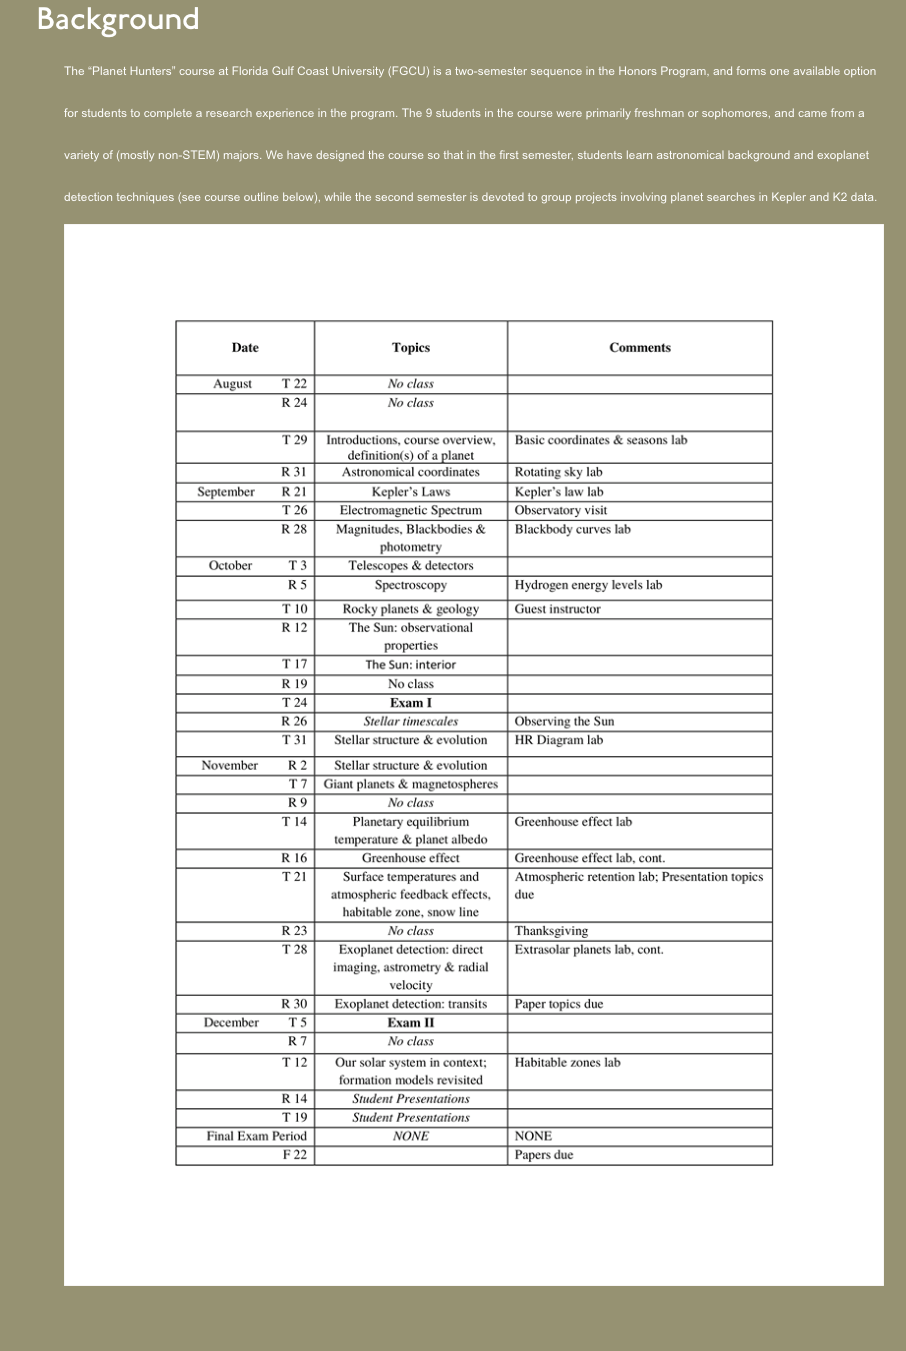 Background
The “Planet Hunters” course at Florida Gulf Coast University (FGCU) is a two-semester sequence in the Honors Program, and forms one available option
for students to complete a research experience in the program. The 9 students in the course were primarily freshman or sophomores, and came from a
variety of (mostly non-STEM) majors. We have designed the course so that in the first semester, students learn astronomical background and exoplanet
detection techniques (see course outline below), while the second semester is devoted to group projects involving planet searches in Kepler and K2 data.
Date Topics Comments
August T 22 No class
R 24 No class
T 29 Introductions, course overview, Basic coordinates & seasons lab
definition(s) of a planet
R 31 Astronomical coordinates Rotating sky lab
September R 21 Kepler’s Laws Kepler’s law lab
T 26 Electromagnetic Spectrum Observatory visit
R 28 Magnitudes, Blackbodies & Blackbody curves lab
photometry
October T 3 Telescopes & detectors
R 5 Spectroscopy Hydrogen energy levels lab
T 10 Rocky planets & geology Guest instructor
R 12 The Sun: observational
properties
T 17 The Sun: interior
R 19 No class
T 24 Exam I
R 26 Stellar timescales Observing the Sun
T 31 Stellar structure & evolution HR Diagram lab
November R 2 Stellar structure & evolution
T 7 Giant planets & magnetospheres
R 9 No class
T 14 Planetary equilibrium Greenhouse effect lab
temperature & planet albedo
R 16 Greenhouse effect Greenhouse effect lab, cont.
T 21 Surface temperatures and Atmospheric retention lab; Presentation topics
atmospheric feedback effects, due
habitable zone, snow line
R 23 No class Thanksgiving
T 28 Exoplanet detection: direct Extrasolar planets lab, cont.
imaging, astrometry & radial
velocity
R 30 Exoplanet detection: transits Paper topics due
December T 5 Exam II
R 7 No class
T 12 Our solar system in context; Habitable zones lab
formation models revisited
R 14 Student Presentations
T 19 Student Presentations
Final Exam Period NONE NONE
F 22 Papers due